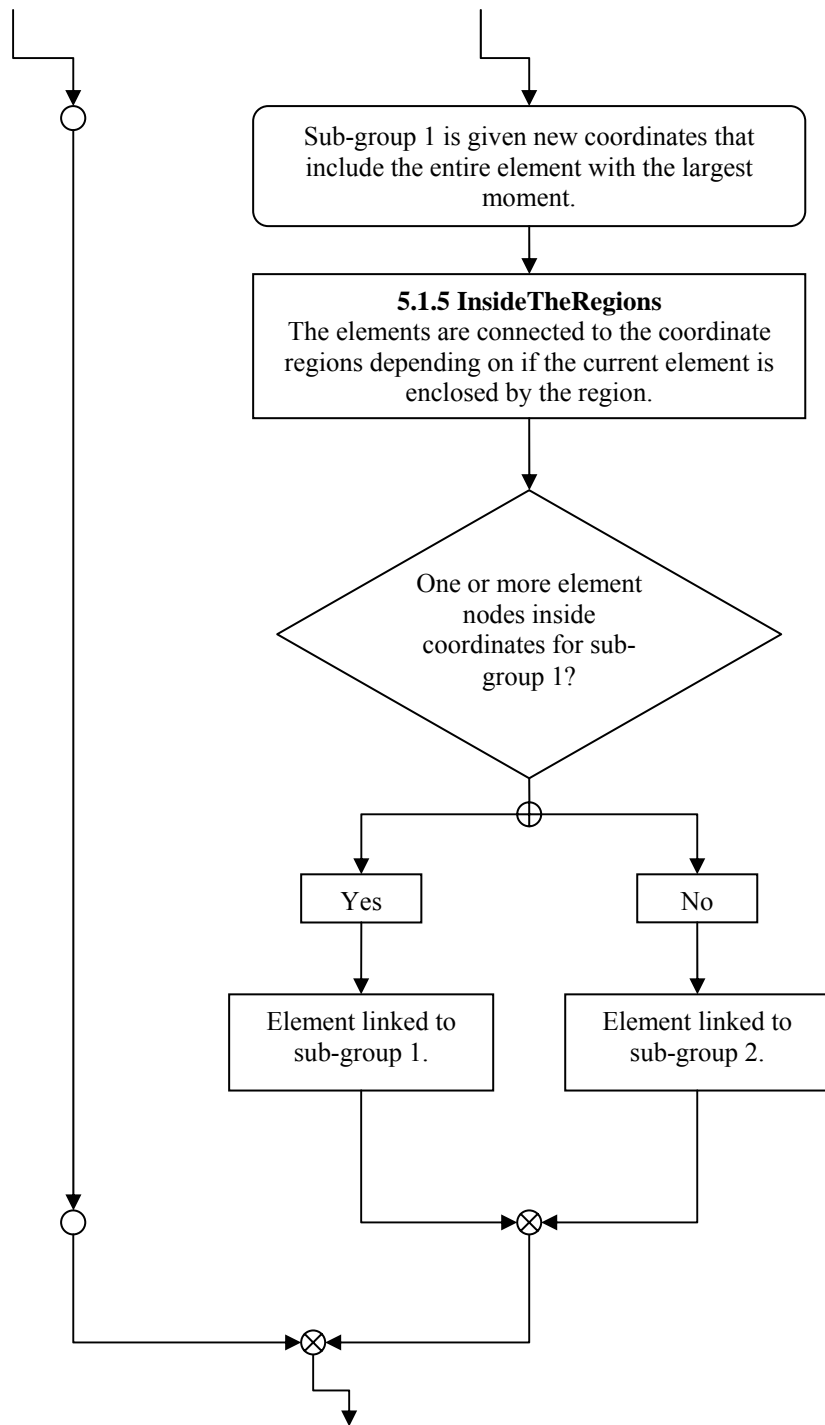 Sub-group 1 is given new coordinates that
include the entire element with the largest
moment.
5.1.5 InsideTheRegions
The elements are connected to the coordinate
regions depending on if the current element is
enclosed by the region.
One or more element
nodes inside
coordinates for sub-
group 1?
Yes
No
Element linked to
sub-group 1.
Element linked to
sub-group 2.